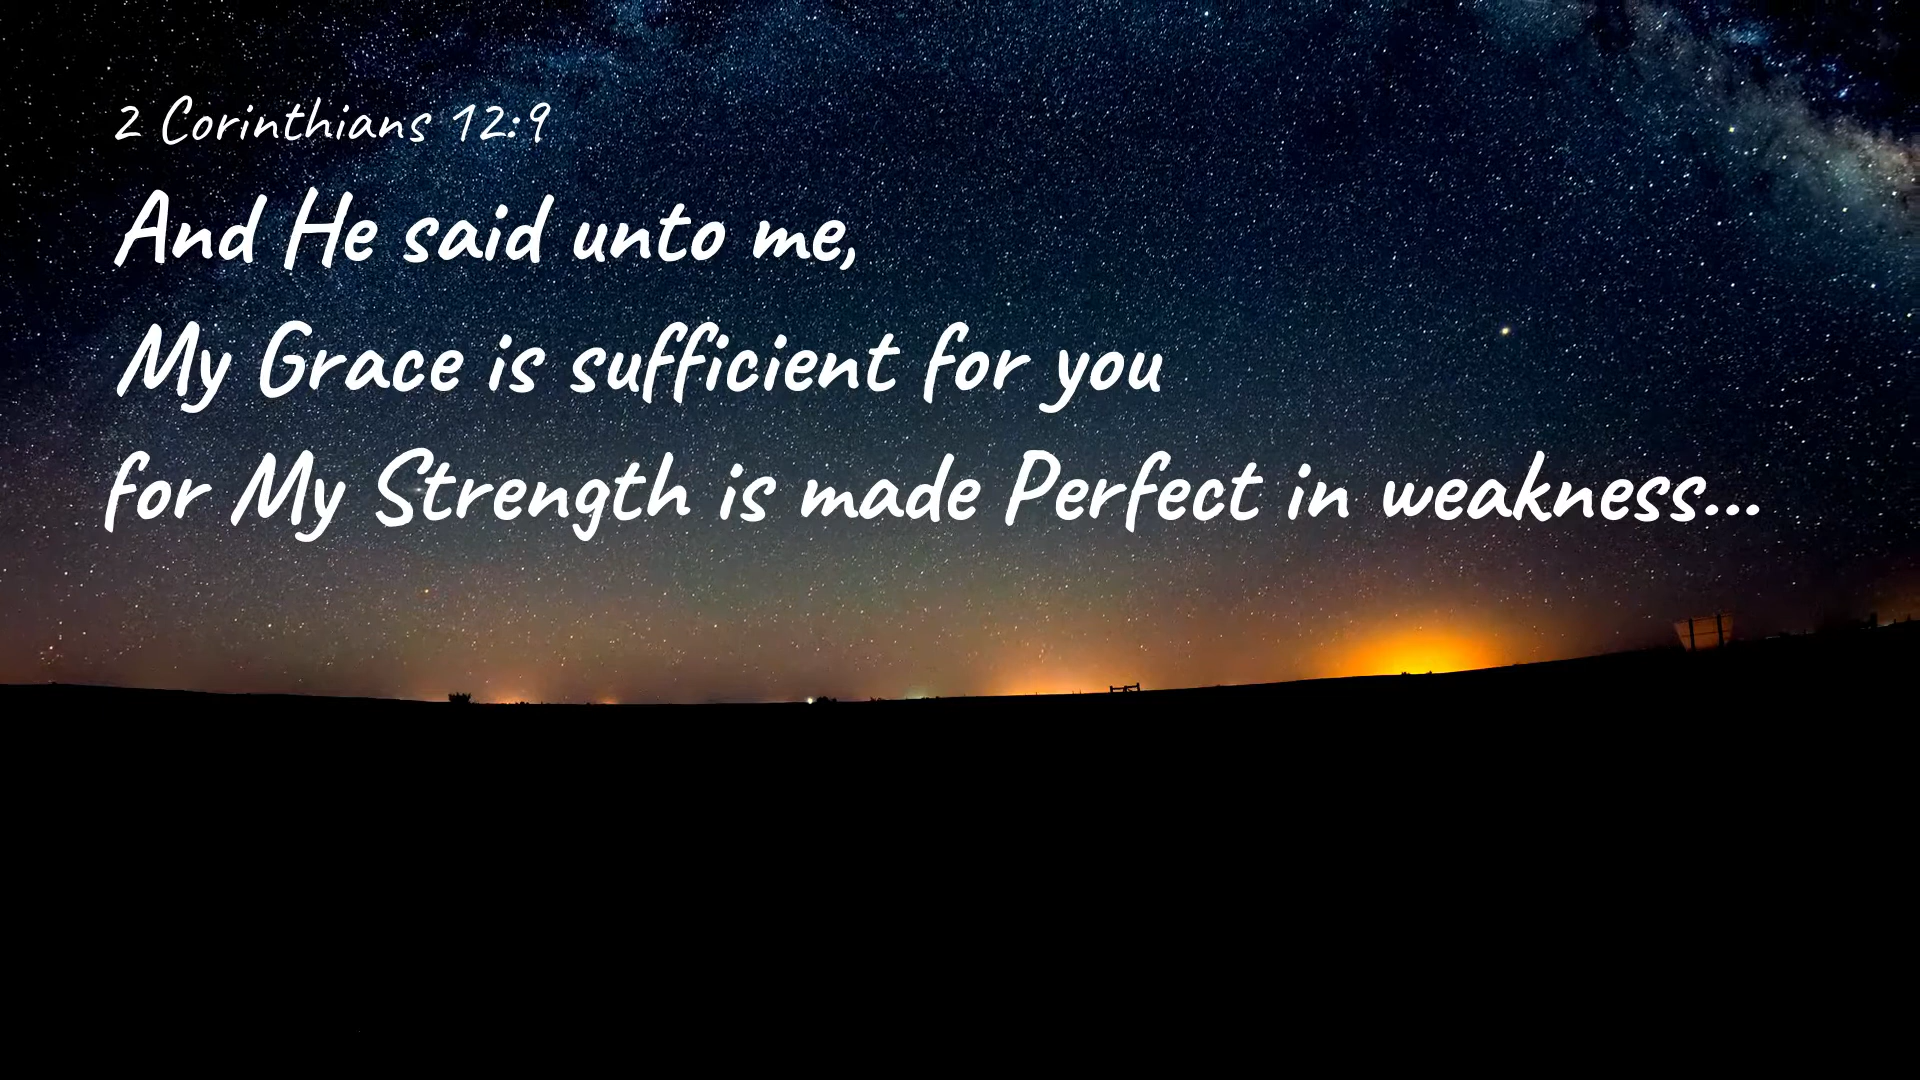 2 Corinthians 12:9
And He said unto me,
My Grace is sufficient for you
for My Strength is made Perfect in weakness...